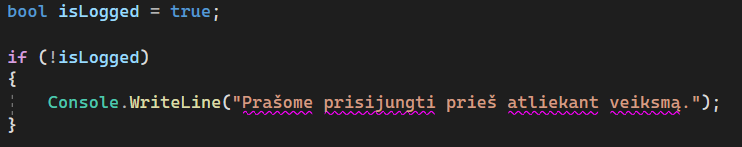 bool isLogged = true;
if (!isLogged)
{
Console.WriteLine("Prašome prisijungti prieš atliekant veiksmą.");
}